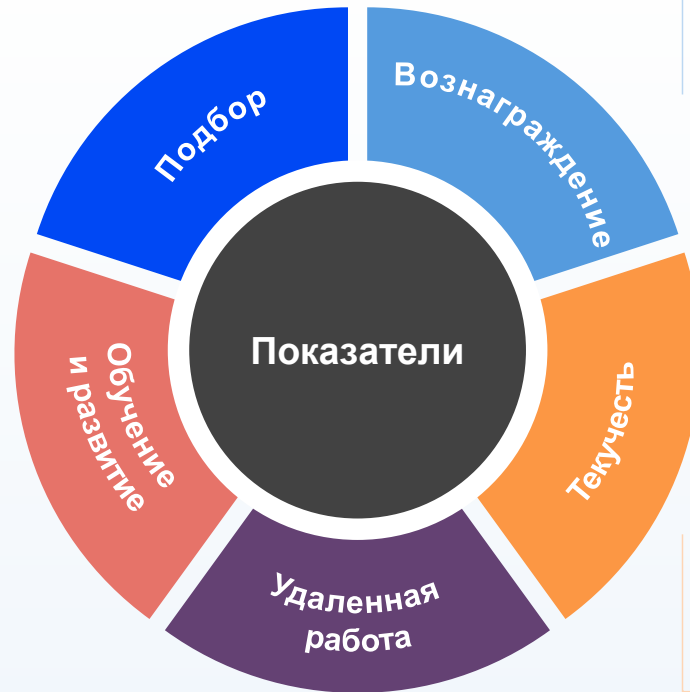 Подбор
Вознаграждение
Показатели
Обучение
и развитие
Текучесть
Удаленная
работа